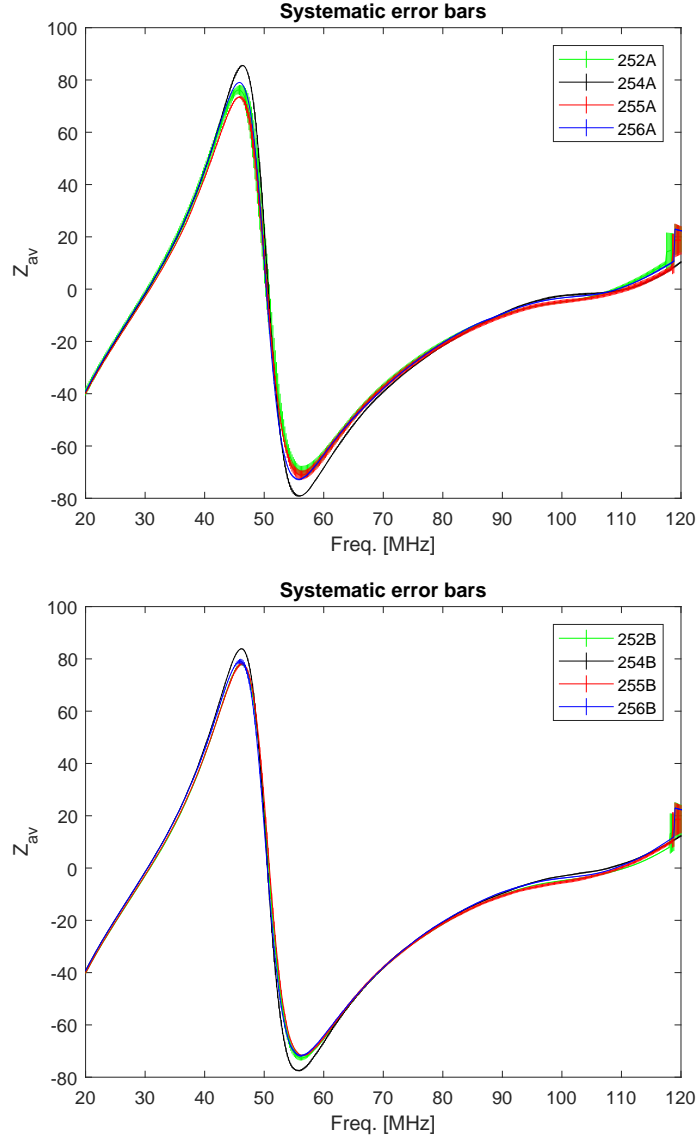 Systematic error bars
100
80
60
40
20
0
-20
-40
-60
-80
Z_av
252A
254A
255A
256A
20 30 40 50 60 70 80 90 100 110 120
Freq. [MHz]
Systematic error bars
100
80
60
40
20
0
-20
-40
-60
-80
Z_av
252B
254B
255B
256B
20 30 40 50 60 70 80 90 100 110 120
Freq. [MHz]